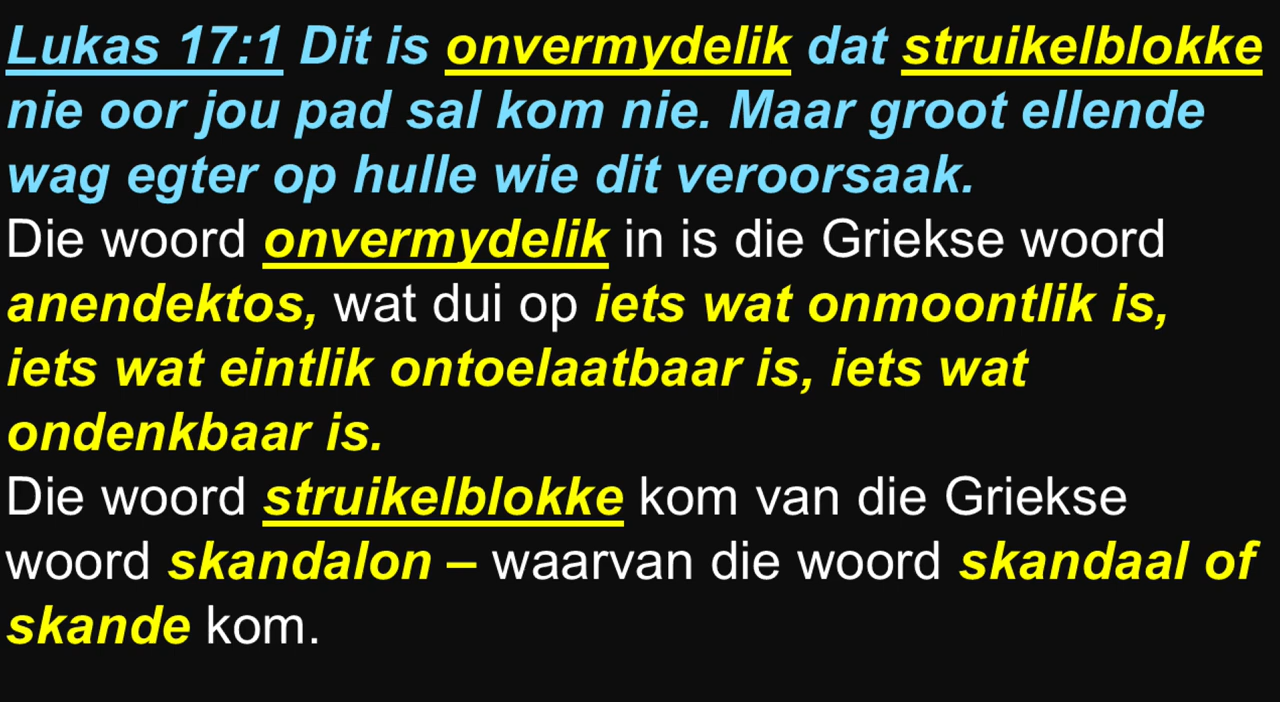 Lukas 17:1 Dit is onvermydelik dat struikelblokke
nie oor jou pad sal kom nie. Maar groot ellende
wag egter op hulle wie dit veroorsaak.
Die woord onvermydelik in is die Griekse woord
anendektos, wat dui op iets wat onmoontlik is,
iets wat eintlik ontoelaatbaar is, iets wat
ondenkbaar is.
Die woord struikelblokke kom van die Griekse
woord skandalon – waarvan die woord skandaal of
skande kom.